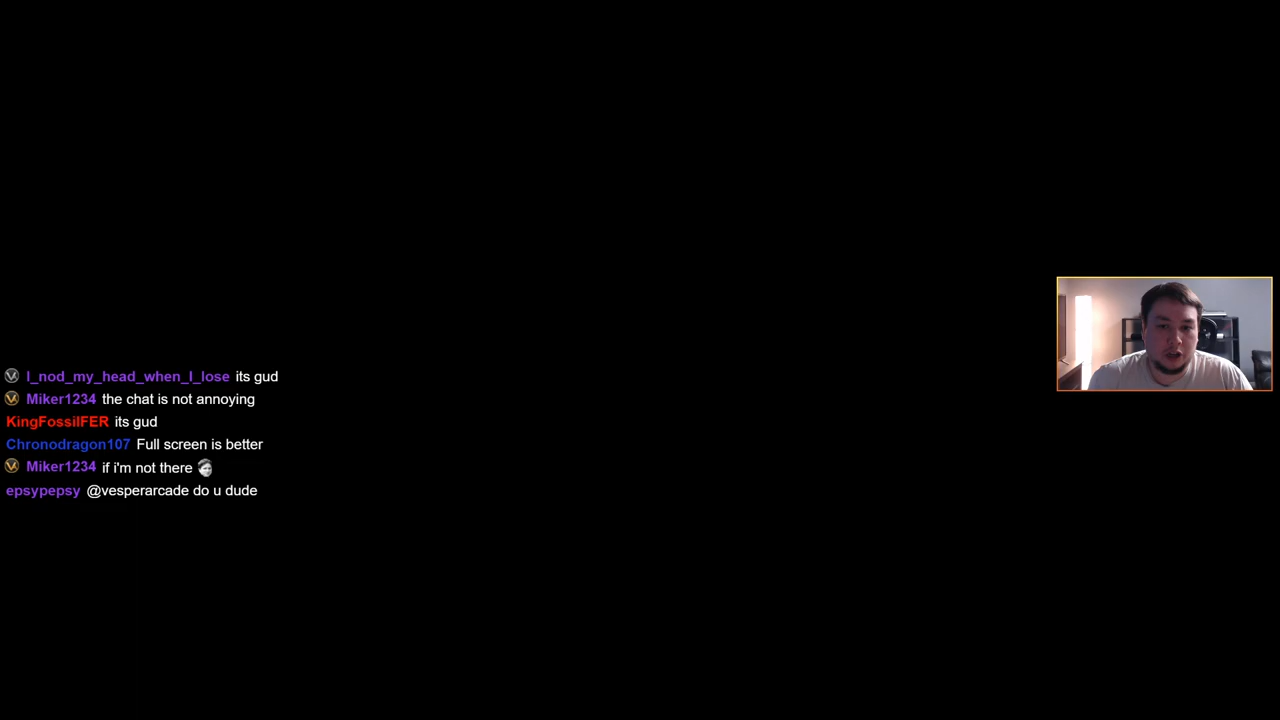 I_nod_my_head_when_I_lose its gud
Miker1234 the chat is not annoying
KingFossilFER its gud
Chronodragon107 Full screen is better
Miker1234 if i'm not there
epsypepsy @vesperarcade do u dude